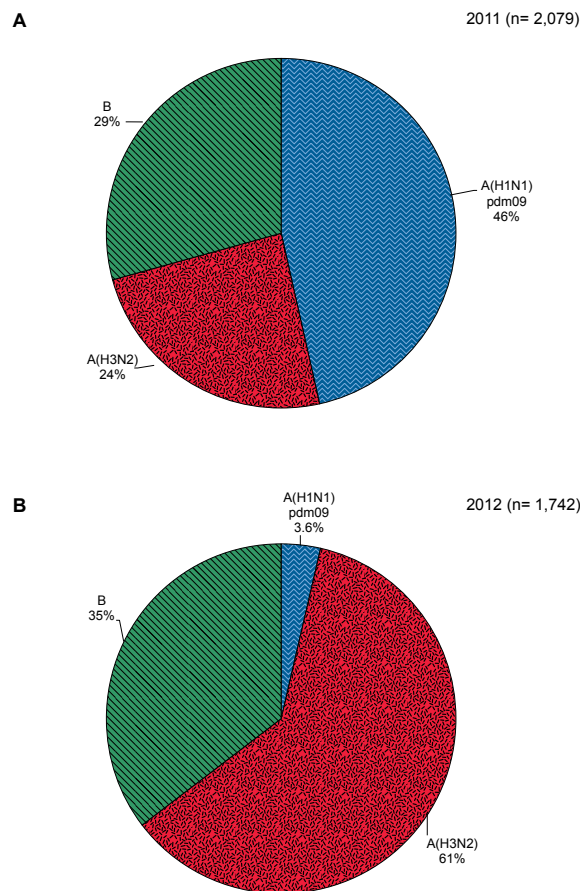 A
2011 (n= 2,079)
B
29%
A(H1N1)
pdm09
46%
A(H3N2)
24%
B
2012 (n= 1,742)
A(H1N1)
pdm09
3.6%
B
35%
A(H3N2)
61%